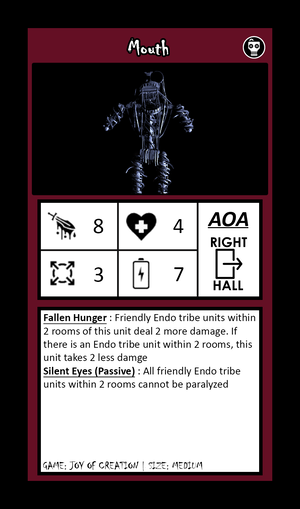 Mouth
8 4 AOA
RIGHT
3 7
HALL
Fallen Hunger : Friendly Endo tribe units within
2 rooms of this unit deal 2 more damage. If
there is an Endo tribe unit within 2 rooms, this
unit takes 2 less damge
Silent Eyes (Passive) : All friendly Endo tribe
units within 2 rooms cannot be paralyzed
GAME: JOY OF CREATION | SIZE: MEDIUM